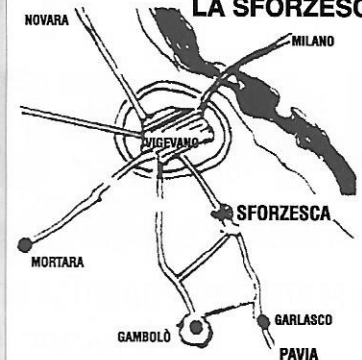 LA SFORZESC
NOVARA
MILANO
VIGEVANO
SFORZESCA
MORTARA
GAMBOLÒ
GARLASCO
PAVIA